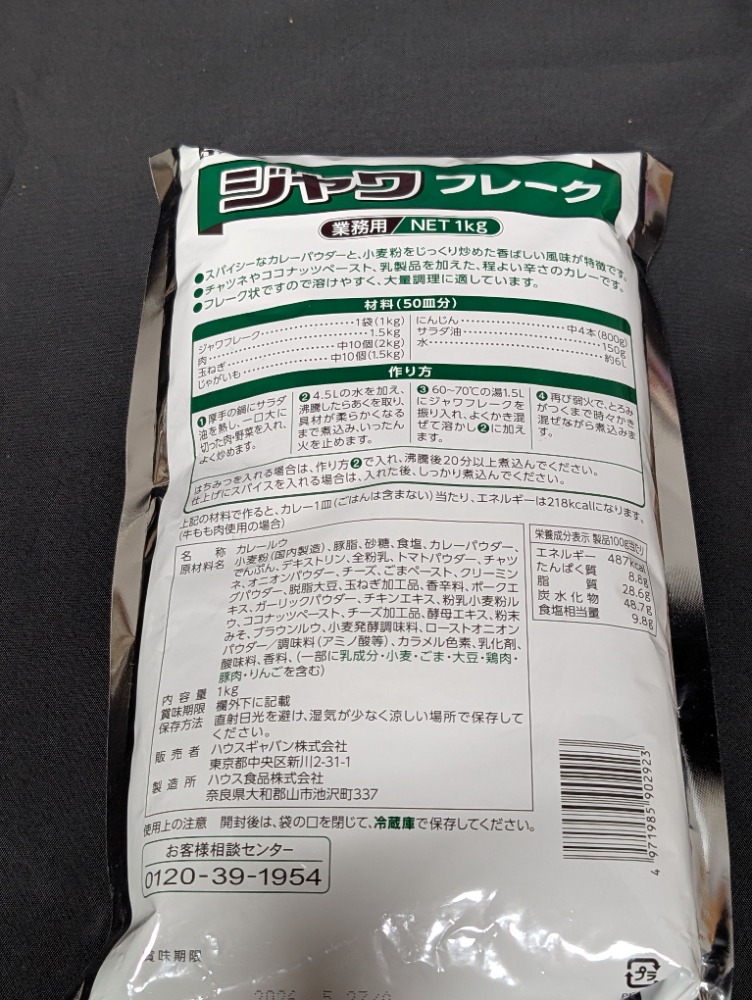 ジャワ フレーク
業務用 NET 1kg
●スパイシーなカレーパウダーと、小麦粉をじっくり炒めた香ばしい風味が特徴です。
●チャツネやココナッツペースト、乳製品を加えた、程よい辛さのカレーです。
●フレーク状ですので溶けやすく、大量調理に適しています。
材料(50皿分)
ジャワフレーク………………1袋(1kg)
肉………………1.5kg
玉ねぎ………………中10個(2kg)
じゃがいも………………中10個(1.5kg)
にんじん………………中4本(800g)
サラダ油………………150g
水………………約6L
作り方
❶厚手の鍋にサラダ
油を熱し、一口大に
切った肉・野菜を入れ、
よく炒めます。
❷4.5Lの水を加え、
沸騰したらあくを取り、
具材が柔らかくなる
まで煮込み、いったん
火を止めます。
❸60~70℃の湯1.5L
にジャワフレークを
振り入れ、よくかき混
ぜて溶かし❷に加え
ます。
❹再び弱火で、とろみ
がつくまで時々かき
混ぜながら煮込みま
す。
はちみつを入れる場合は、作り方❷で入れ、沸騰後20分以上煮込んでください。
仕上げにスパイスを入れる場合は、入れた後、しっかり煮込んでください。
上記の材料で作ると、カレー1皿(ごはんは含まない)当たり、エネルギーは218kcalになります。
(牛もも肉使用の場合)
名 称 カレールウ
原材料名 小麦粉(国内製造)、豚脂、砂糖、食塩、カレーパウダー、
でんぷん、デキストリン、全粉乳、トマトパウダー、チャツ
ネ、オニオンパウダー、チーズ、ごまペースト、クリーミン
グパウダー、脱脂大豆、玉ねぎ加工品、香辛料、ポークエ
キス、ガーリックパウダー、チキンエキス、粉乳小麦粉ル
ウ、ココナッツペースト、チーズ加工品、酵母エキス、粉末
みそ、ブラウンルウ、小麦発酵調味料、ローストオニオン
パウダー/調味料(アミノ酸等)、カラメル色素、乳化剤、
酸味料、香料、(一部に乳成分・小麦・ごま・大豆・鶏肉・
豚肉・りんごを含む)
内容量 1kg
賞味期限 欄外下に記載
保存方法 直射日光を避け、湿気が少なく涼しい場所で保存して
ください。
販売者 ハウスギャバン株式会社
東京都中央区新川2-31-1
製造所 ハウス食品株式会社
奈良県大和郡山市池沢町337
栄養成分表示 製品100g当たり
エネルギー 487kcal
たんぱく質 8.8g
脂質 28.6g
炭水化物 48.7g
食塩相当量 9.8g
使用上の注意 開封後は、袋の口を閉じて、冷蔵庫で保存してください。
お客様相談センター
0120-39-1954
4 971985 902923
賞味期限
プラ